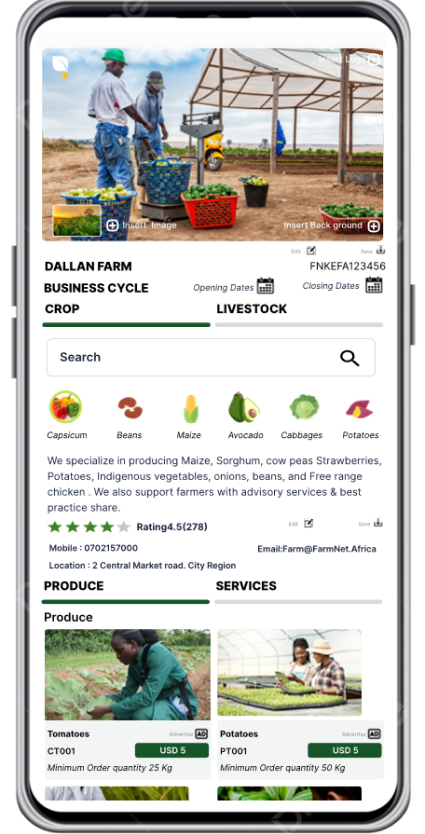 Insert Logo
Insert Image
Insert Back ground
Edit
Save
DALLAN FARM
FNKEFA123456
BUSINESS CYCLE
Opening Dates
Closing Dates
CROP
LIVESTOCK
Search
Capsicum
Beans
Maize
Avocado
Cabbages
Potatoes
We specialize in producing Maize, Sorghum, cow peas Strawberries,
Potatoes, Indigenous vegetables, onions, beans, and Free range
chicken . We also support farmers with advisory services & best
practice share.
Rating4.5(278)
Edit
Save
Mobile : 0702157000
Email:Farm@FarmNet.Africa
Location : 2 Central Market road. City Region
PRODUCE
SERVICES
Produce
Tomatoes
Advertise AD
CT001
USD 5
Minimum Order quantity 25 Kg
Potatoes
Advertise AD
PT001
USD 5
Minimum Order quantity 50 Kg